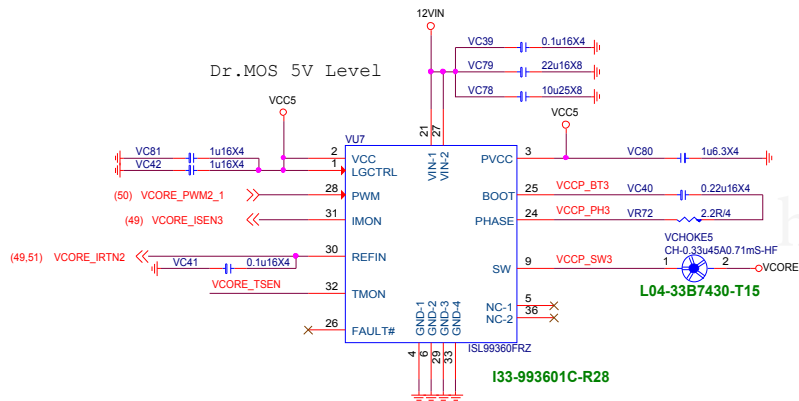 12VIN
VC39 0.1u16X4
VC79 22u16X8
VC78 10u25X8
Dr.MOS 5V Level
VCC5
VCC5
21 27
VU7
VC81 1u16X4
VC42 1u16X4
2 VCC
1 LGCTRL
VIN-1
VIN-2
PVCC 3
VC80 1u6.3X4
(50) VCORE_PWM2_1
28 PWM
BOOT 25 VCCP_BT3 VC40 0.22u16X4
(49) VCORE_ISEN3
31 IMON
PHASE 24 VCCP_PH3 VR72 2.2R/4
(49,51) VCORE_IRTN2
30 REFIN
VC41 0.1u16X4
VCHOKE5
CH-0.33u45A0.71mS-HF
SW 9 VCCP_SW3 1 2 VCORE
L04-33B7430-T15
VCORE_TSEN
32 TMON
NC-1 5
NC-2 36
26 FAULT#
GND-1
GND-2
GND-3
GND-4
4 6 29 33
ISL99360FRZ
I33-993601C-R28
h